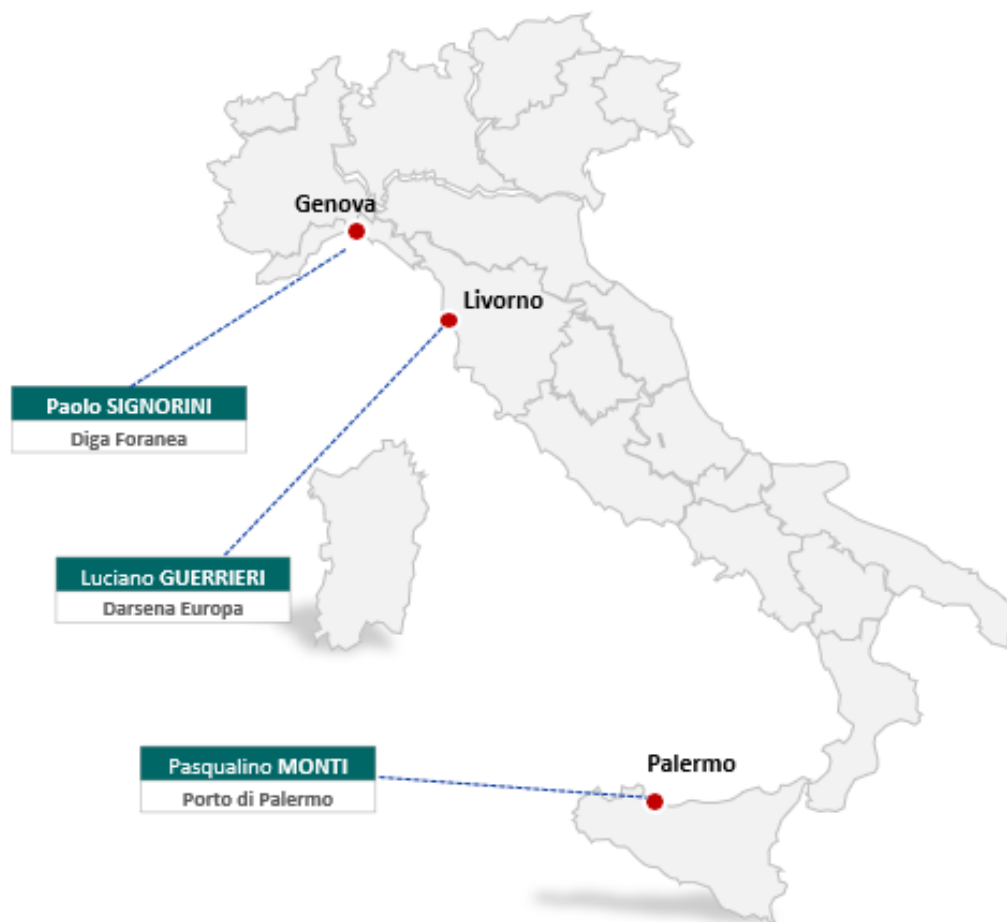 Genova
Livorno
Paolo SIGNORINI
Diga Foranea
Luciano GUERRIERI
Darsena Europa
Pasqualino MONTI
Porto di Palermo
Palermo